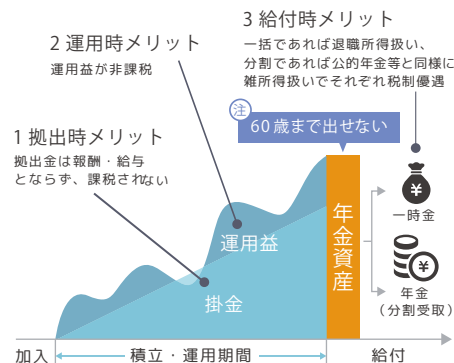 3 給付時メリット
一括であれば退職所得扱い、
分割であれば公的年金等と同様に
雑所得扱いでそれぞれ税制優遇
2 運用時メリット
運用益が非課税
注
60歳まで出せない
1 拠出時メリット
拠出金は報酬・給与
とならず、課税されない
運用益
掛金
年金資産
¥
一時金
¥
年金
(分割受取)
加入
積立・運用期間
給付